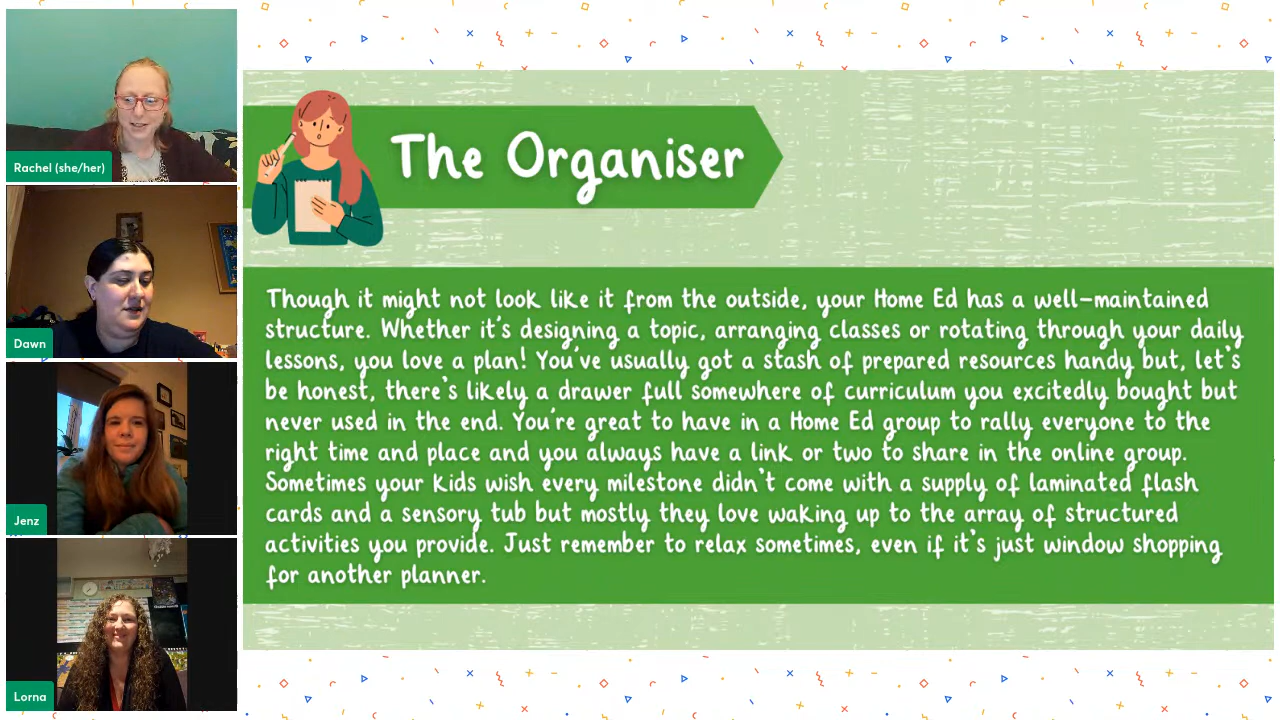 Rachel (she/her)
Dawn
Jenz
Lorna
The Organiser
Though it might not look like it from the outside, your Home Ed has a well-maintained
structure. Whether it's designing a topic, arranging classes or rotating through your daily
lessons, you love a plan! You've usually got a stash of prepared resources handy but, let's
be honest, there's likely a drawer full somewhere of curriculum you excitedly bought but
never used in the end. You're great to have in a Home Ed group to rally everyone to the
right time and place and you always have a link or two to share in the online group.
Sometimes your kids wish every milestone didn't come with a supply of laminated flash
cards and a sensory tub but mostly they love waking up to the array of structured
activities you provide. Just remember to relax sometimes, even if it's just window shopping
for another planner.